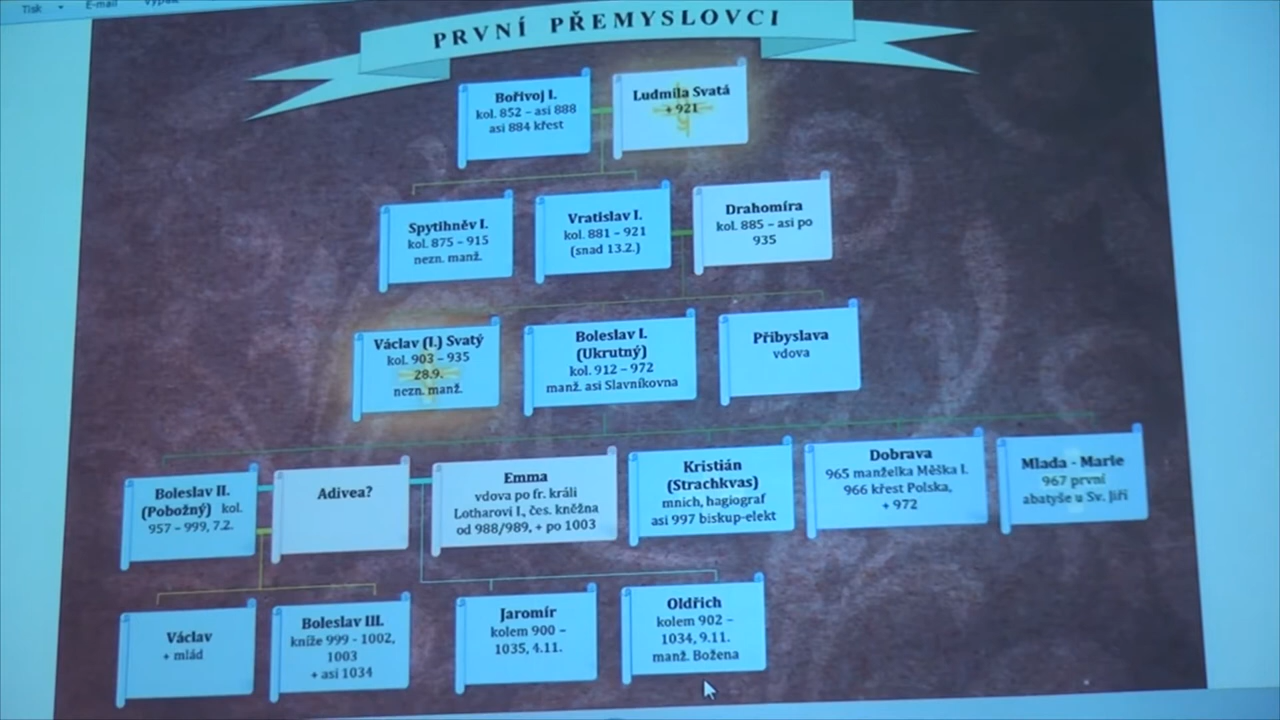 Tisk
E-mail
PRVNÍ PŘEMYSLOVCI
Bořivoj I.
kol. 852 – asi 888
asi 884 křest
Ludmila Svatá
+ 921
Spytihněv I.
kol. 875 – 915
nezn. manž.
Vratislav I.
kol. 881 – 921
(snad 13.2.)
Drahomíra
kol. 885 – asi po
935
Václav (I.) Svatý
kol. 903 – 935
28.9.
nezn. manž.
Boleslav I.
(Ukrutný)
kol. 912 – 972
manž. asi Slavníkovna
Přibyslava
vdova
Boleslav II.
(Pobožný) kol.
957 – 999, 7.2.
Adivea?
Emma
vdova po fr. králi
Lotharovi I., čes. kněžna
od 988/989, + po 1003
Kristián
(Strachkvas)
mnich, hagiograf
asi 997 biskup-elekt
Dobrava
965 manželka Měška I.
966 křest Polska,
+ 972
Mlada - Marie
967 první
abatyše u Sv. Jiří
Václav
+ mlád
Boleslav III.
kníže 999 - 1002,
1003
+ asi 1034
Jaromír
kolem 900 –
1035, 4.11.
Oldřich
kolem 902 –
1034, 9.11.
manž. Božena